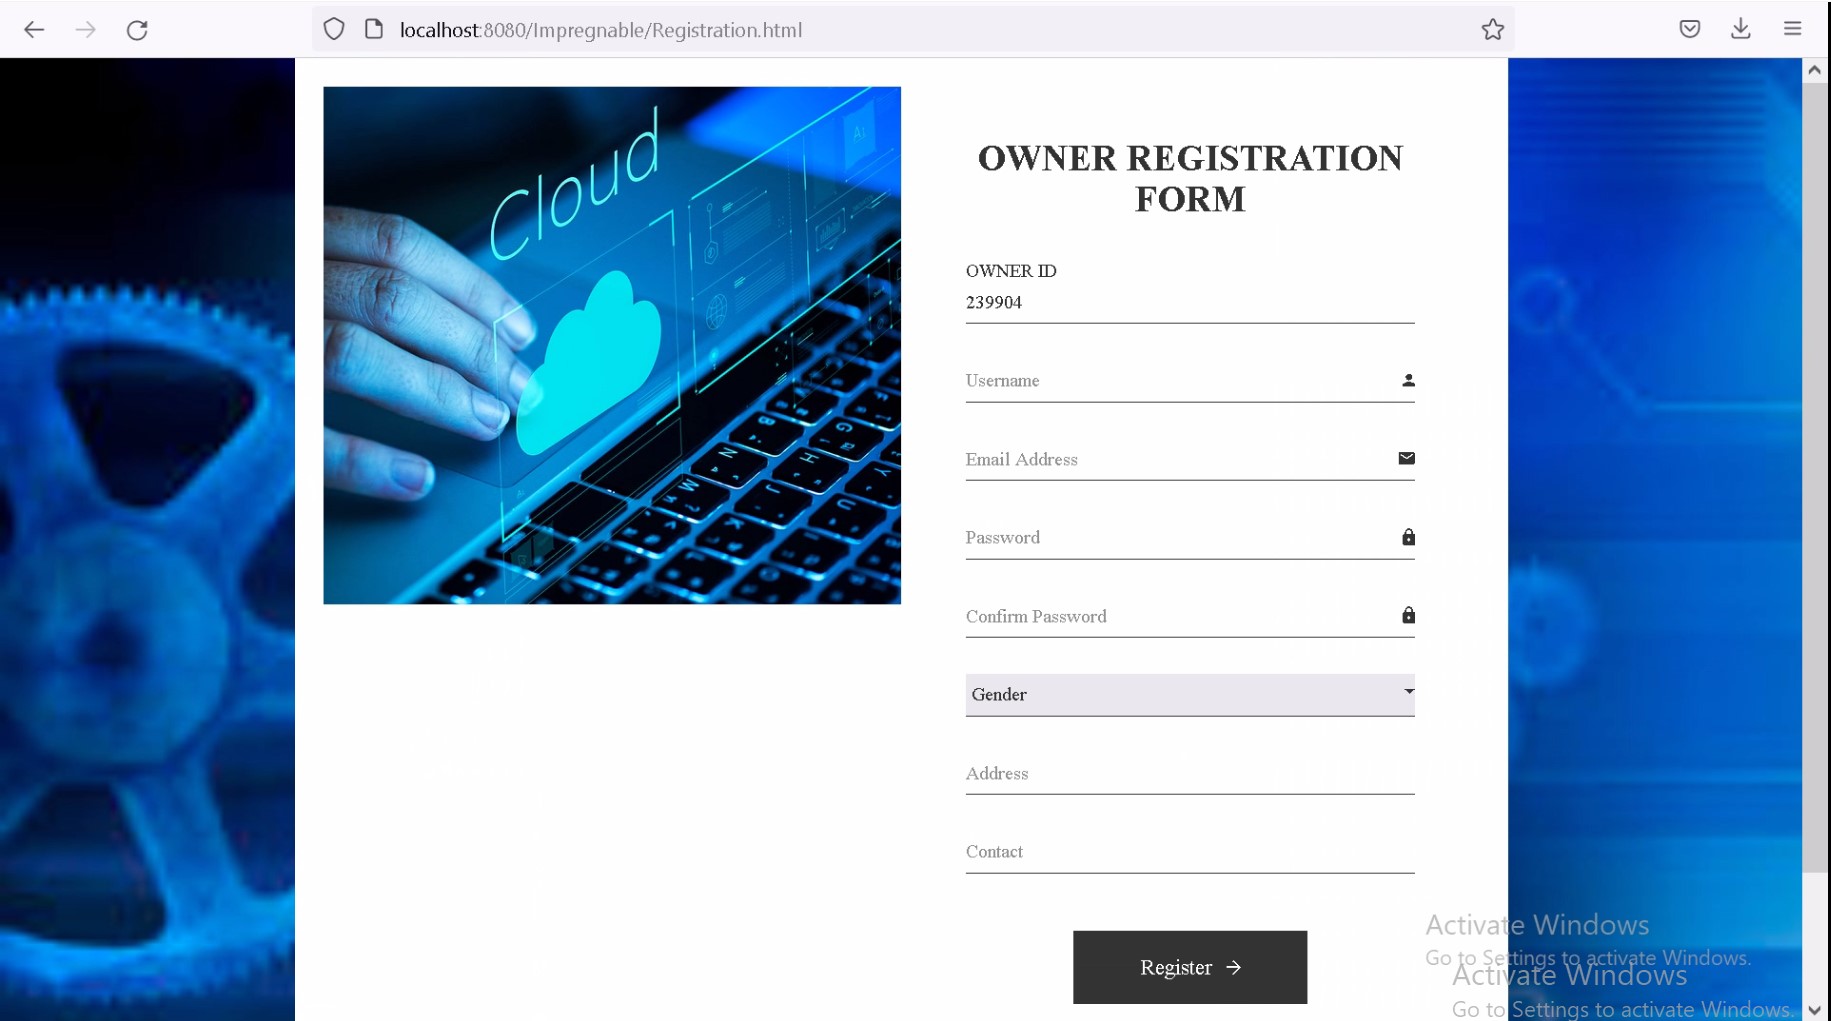 localhost:8080/Impregnable/Registration.html
Cloud
A1
OWNER REGISTRATION
FORM
OWNER ID
239904
Username
Email Address
Password
Confirm Password
Gender
Address
Contact
Register
Activate Windows
Go to Settings to activate Windows.
Activate Windows
Go to Settings to activate Windows.